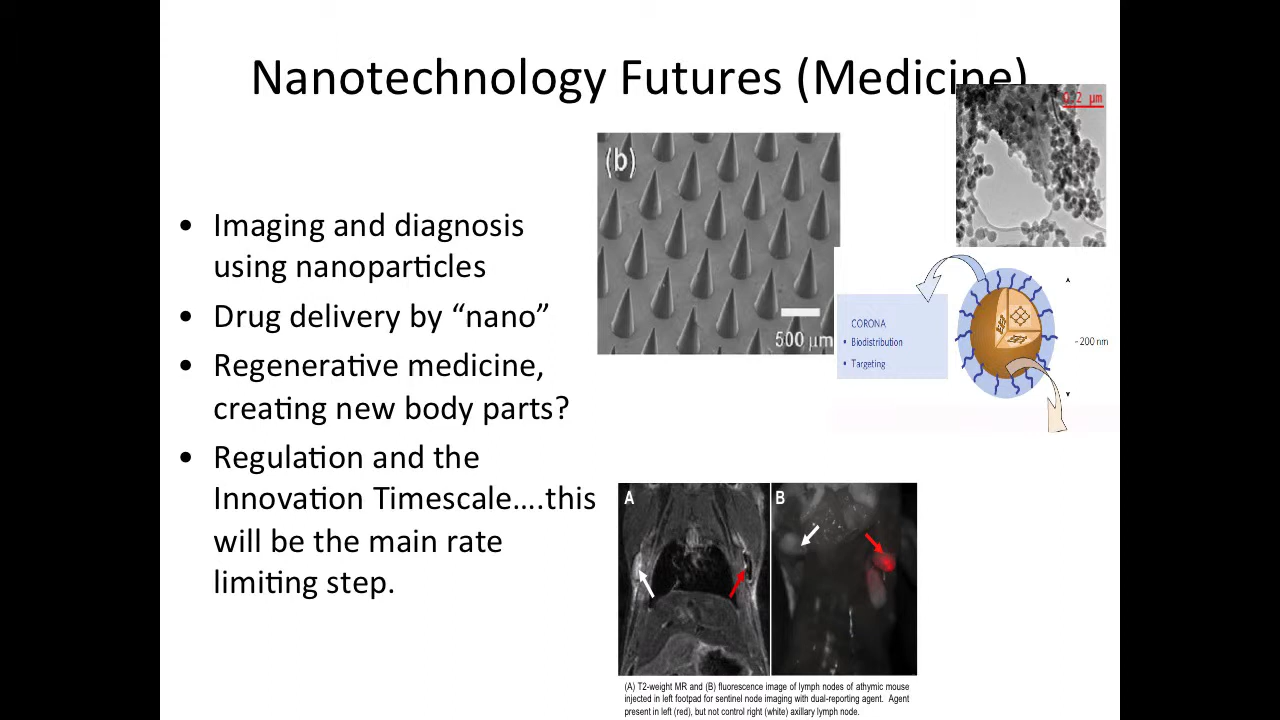 Nanotechnology Futures (Medicine)
0.2 µm
(b)
500 µm
• Imaging and diagnosis
using nanoparticles
• Drug delivery by “nano”
• Regenerative medicine,
creating new body parts?
• Regulation and the
Innovation Timescale….this
will be the main rate
limiting step.
CORONA
▪ Biodistribution
▪ Targeting
~200 nm
A
B
(A) T2-weight MR and (B) fluorescence image of lymph nodes of athymic mouse
injected in left footpad for sentinel node imaging with dual-reporting agent. Agent
present in left (red), but not control right (white) axillary lymph node.